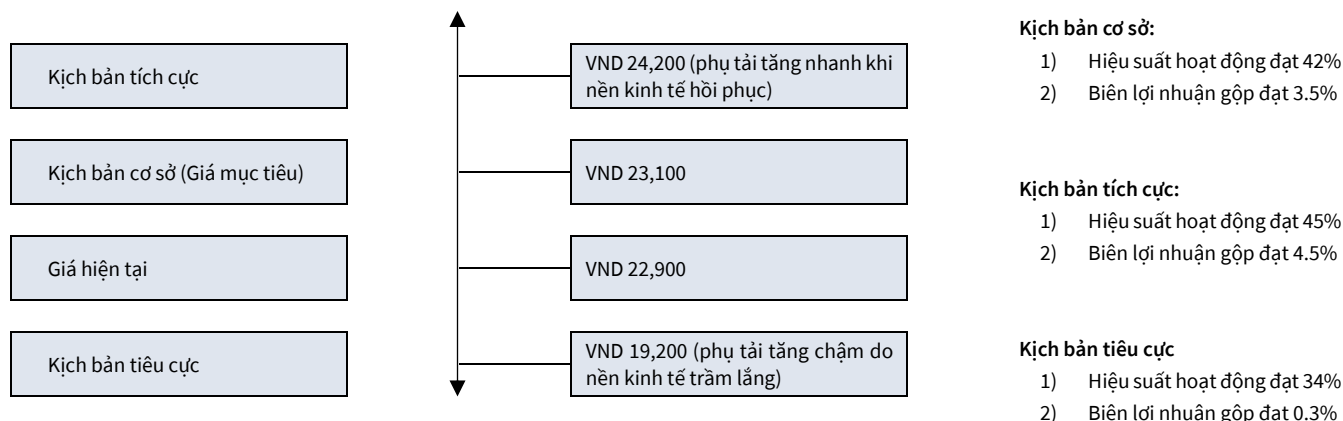 Kịch bản tích cực
VND 24,200 (phụ tải tăng nhanh khi
nền kinh tế hồi phục)
Kịch bản cơ sở (Giá mục tiêu)
VND 23,100
Giá hiện tại
VND 22,900
Kịch bản tiêu cực
VND 19,200 (phụ tải tăng chậm do
nền kinh tế trầm lắng)
Kịch bản cơ sở:
1) Hiệu suất hoạt động đạt 42%
2) Biên lợi nhuận gộp đạt 3.5%
Kịch bản tích cực:
1) Hiệu suất hoạt động đạt 45%
2) Biên lợi nhuận gộp đạt 4.5%
Kịch bản tiêu cực
1) Hiệu suất hoạt động đạt 34%
2) Biên lợi nhuận gộp đạt 0.3%